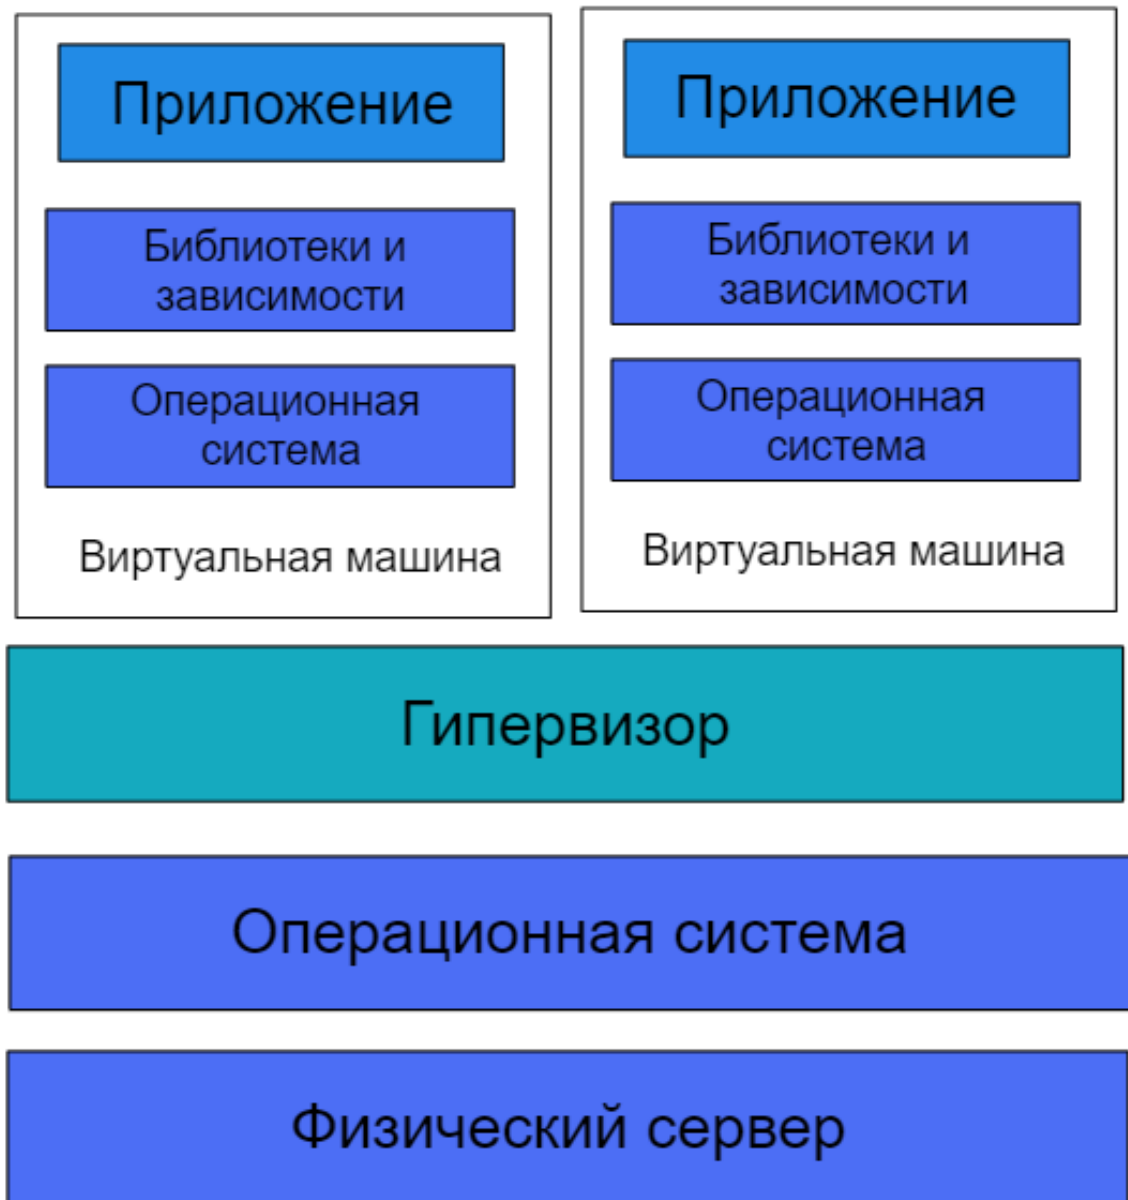 Приложение
Библиотеки и
зависимости
Операционная
система
Виртуальная машина
Приложение
Библиотеки и
зависимости
Операционная
система
Виртуальная машина
Гипервизор
Операционная система
Физический сервер